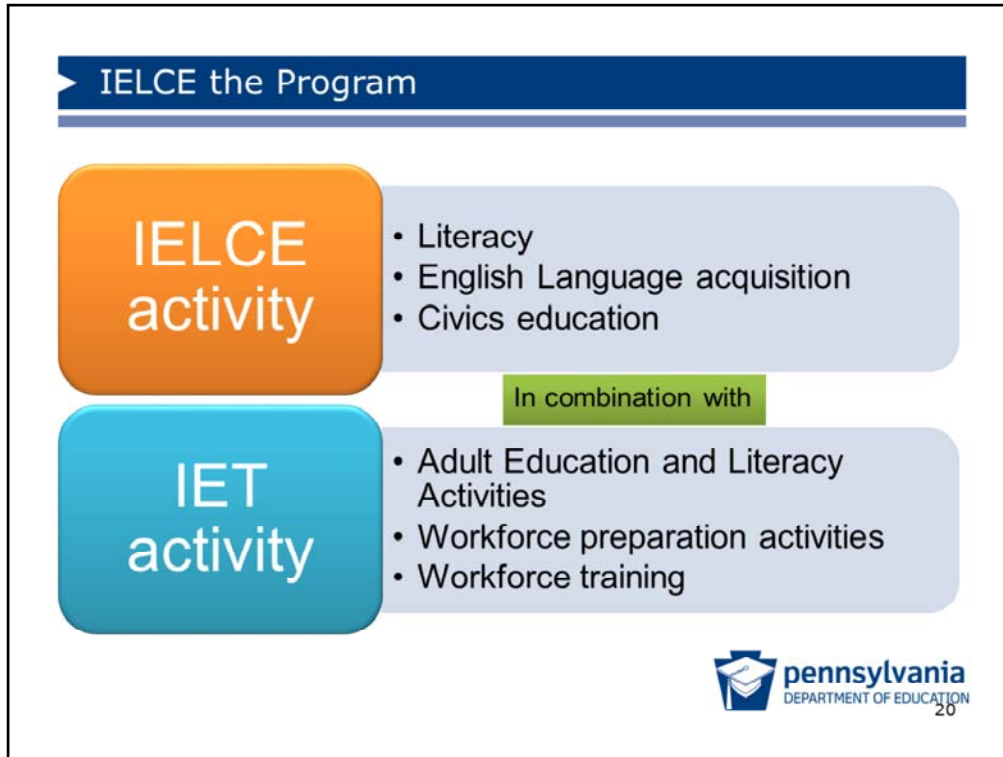 IELCE the Program
IELCE
activity
• Literacy
• English Language acquisition
• Civics education
In combination with
IET
activity
• Adult Education and Literacy
Activities
• Workforce preparation activities
• Workforce training
pennsylvania
DEPARTMENT OF EDUCATION
20